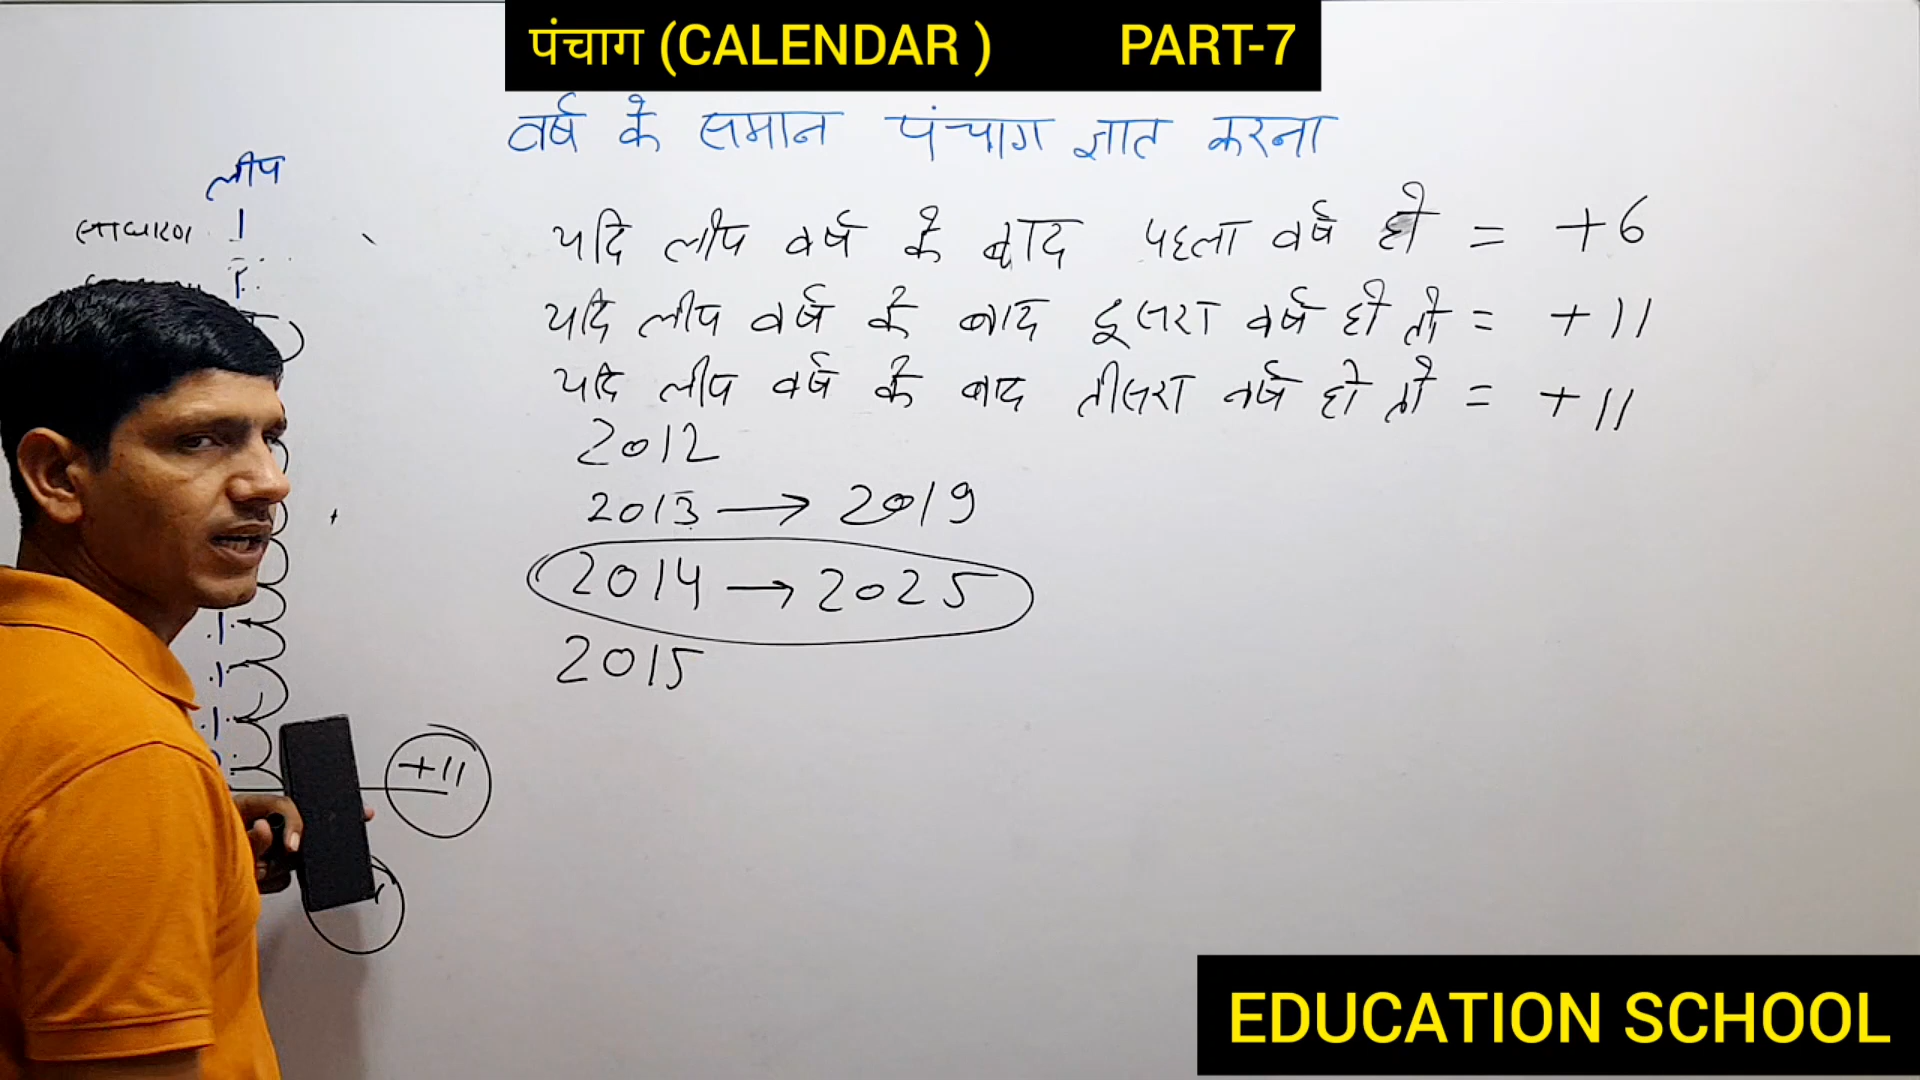 पंचाग (CALENDAR ) PART-7
वर्ष के समान पंचाग ज्ञात करना
लीप
साधारण 1
यदि लीप वर्ष के बाद पहला वर्ष हो = +6
यदि लीप वर्ष के बाद दूसरा वर्ष हो तो = +11
यदि लीप वर्ष के बाद तीसरा वर्ष हो तो = +11
2012
2013 → 2019
2014 → 2025
2015
+11
EDUCATION SCHOOL